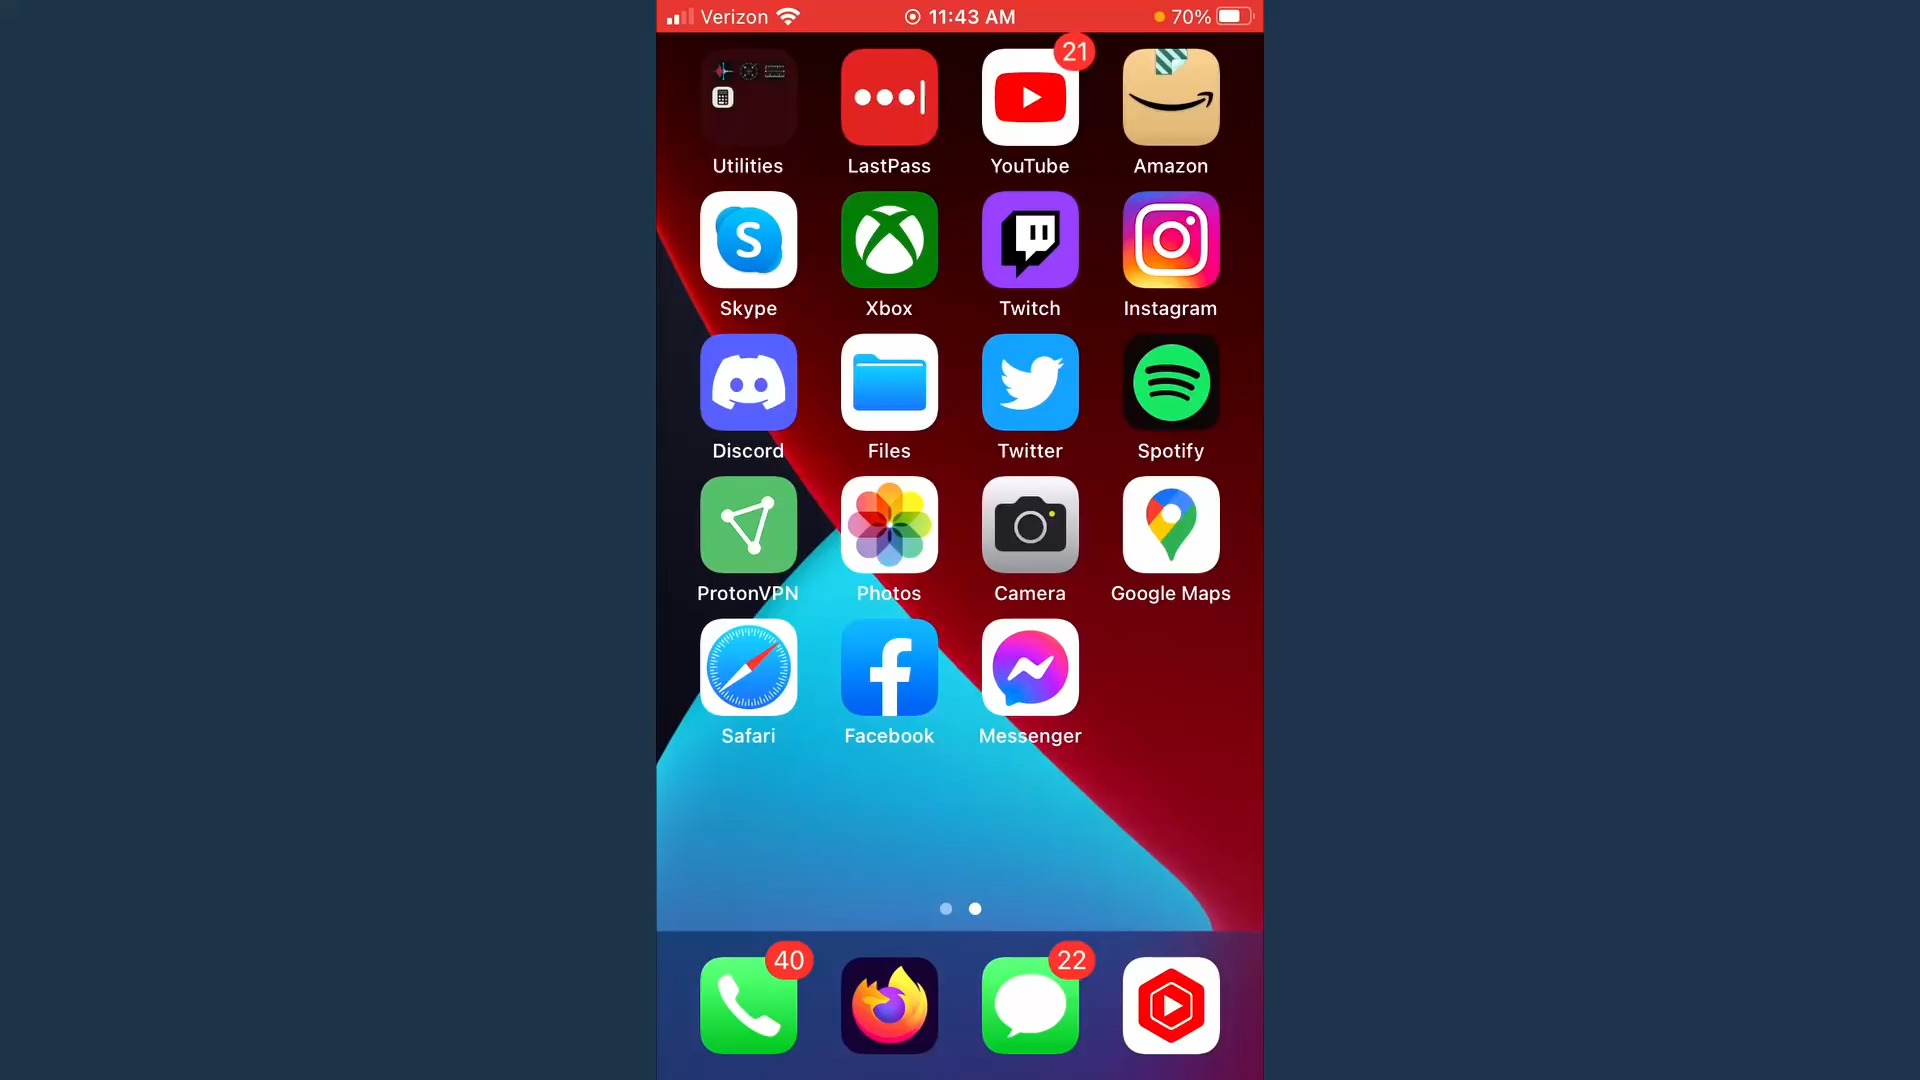 Verizon 11:43 AM 70%
21
Utilities LastPass YouTube Amazon
S
Skype Xbox Twitch Instagram
Discord Files Twitter Spotify
ProtonVPN Photos Camera Google Maps
Safari Facebook Messenger
40 22